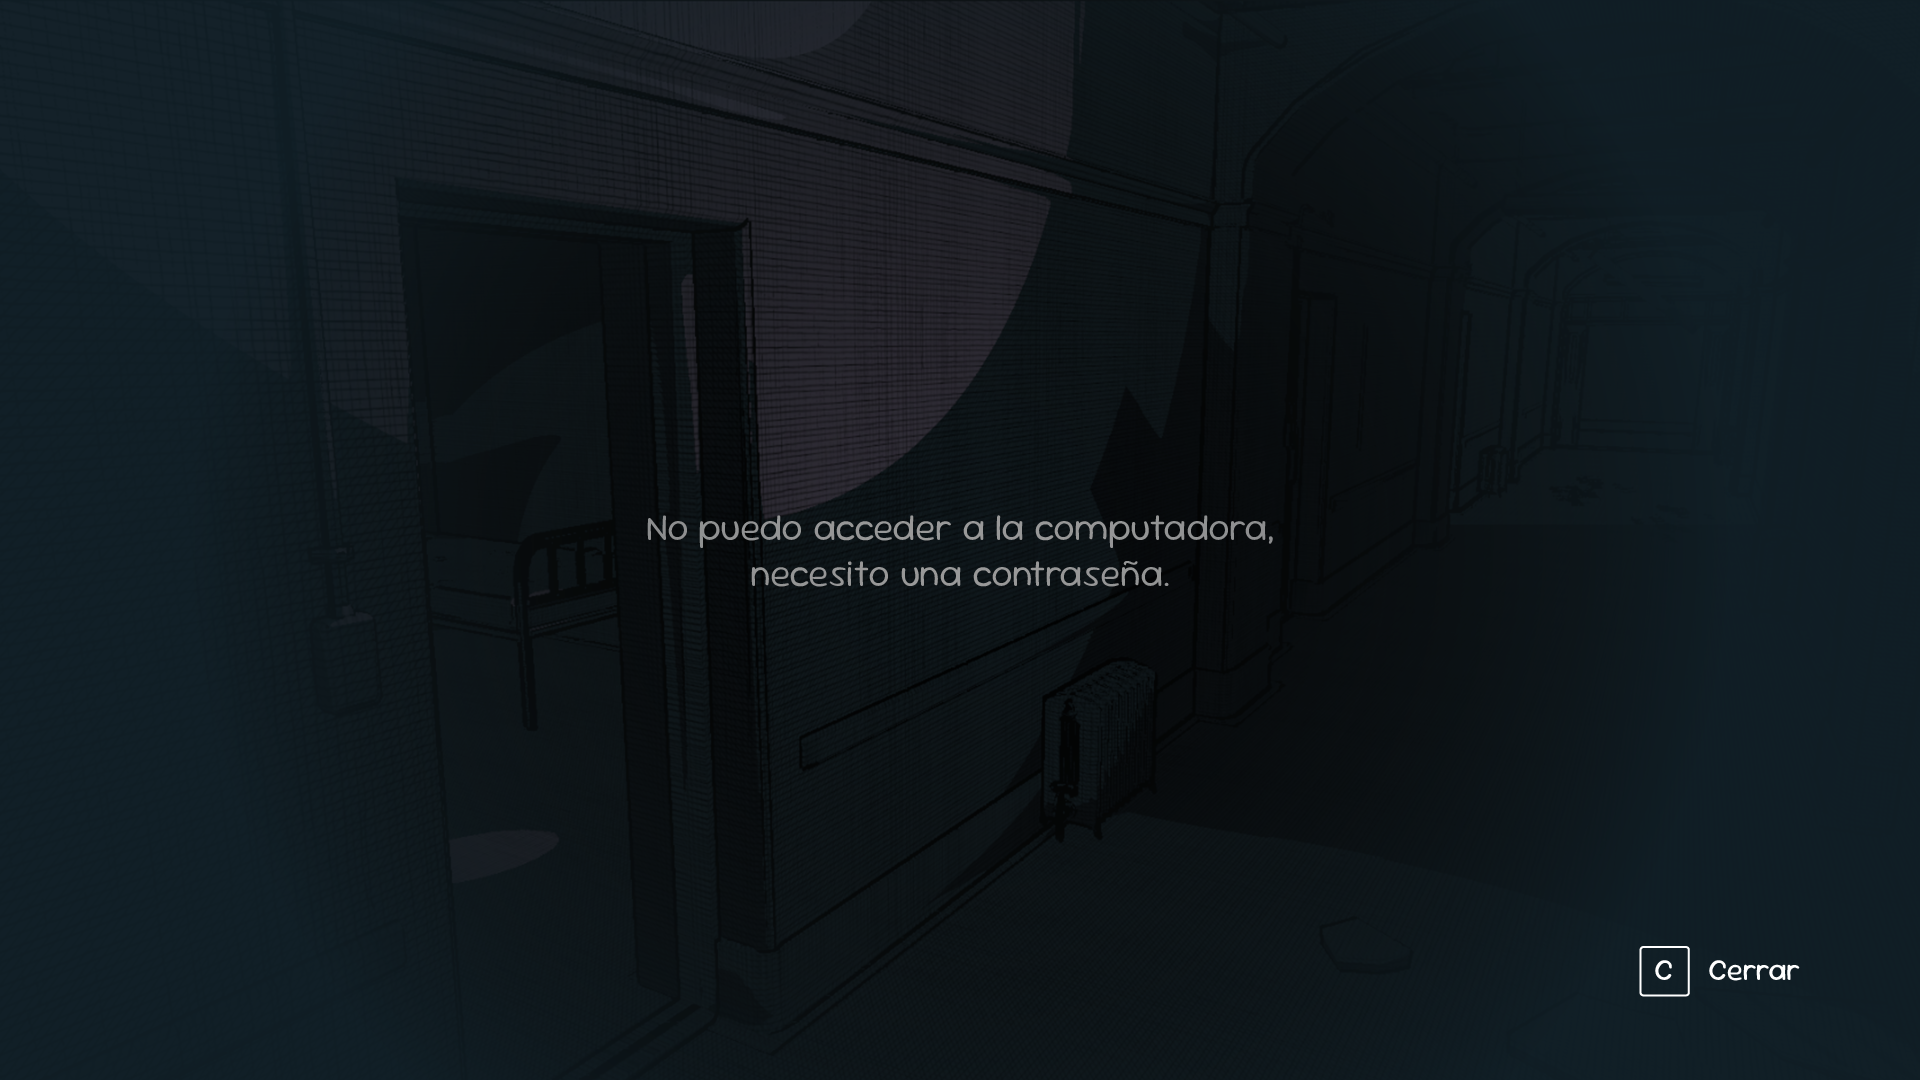 No puedo acceder a la computadora,
necesito una contraseña.
C Cerrar